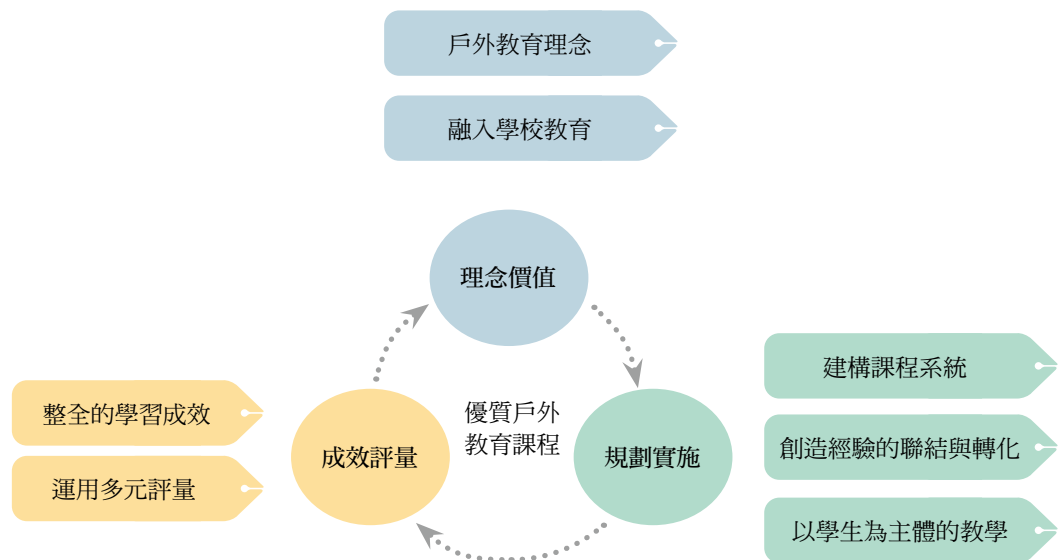 戶外教育理念
融入學校教育
理念價值
建構課程系統
整全的學習成效
優質戶外
教育課程
創造經驗的聯結與轉化
成效評量
規劃實施
運用多元評量
以學生為主體的教學